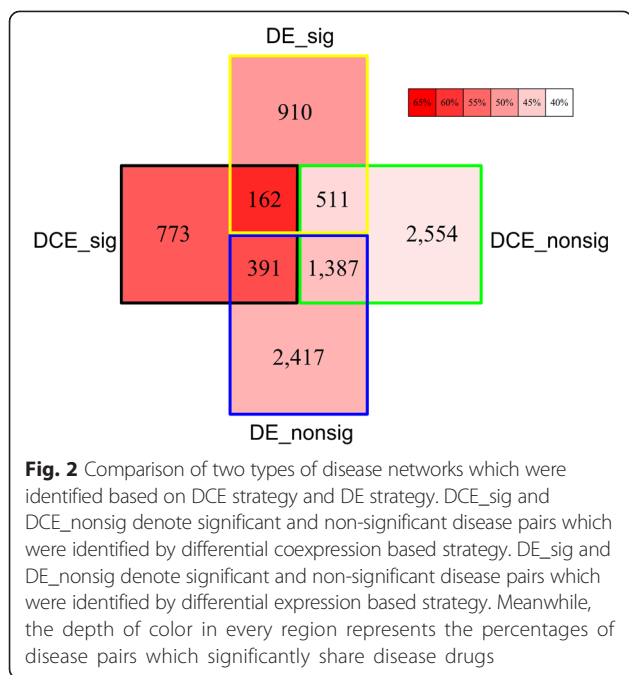 DE_sig
910
65% 60% 55% 50% 45% 40%
DCE_sig
773
162
511
2,554
DCE_nonsig
391
1,387
2,417
DE_nonsig
Fig. 2 Comparison of two types of disease networks which were
identified based on DCE strategy and DE strategy. DCE_sig and
DCE_nonsig denote significant and non-significant disease pairs which
were identified by differential coexpression based strategy. DE_sig and
DE_nonsig denote significant and non-significant disease pairs which
were identified by differential expression based strategy. Meanwhile,
the depth of color in every region represents the percentages of
disease pairs which significantly share disease drugs